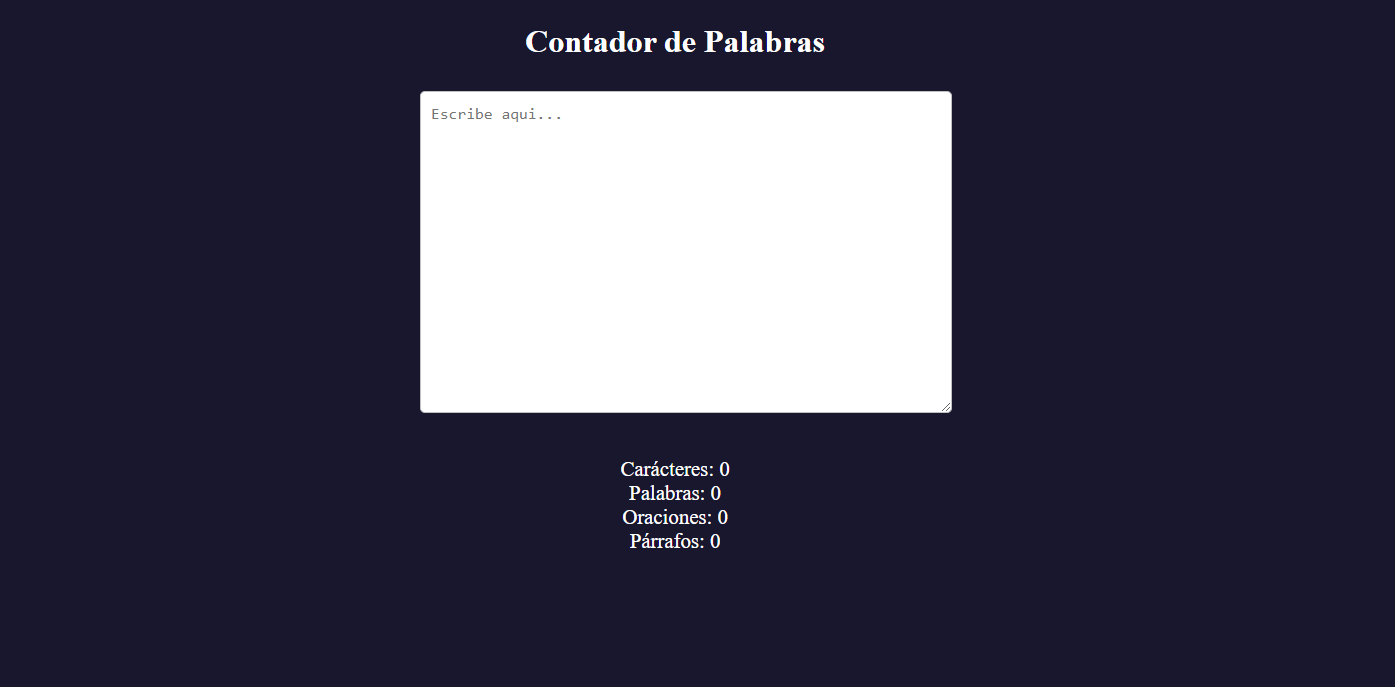 Contador de Palabras
Escribe aqui...
Carácteres: 0
Palabras: 0
Oraciones: 0
Párrafos: 0